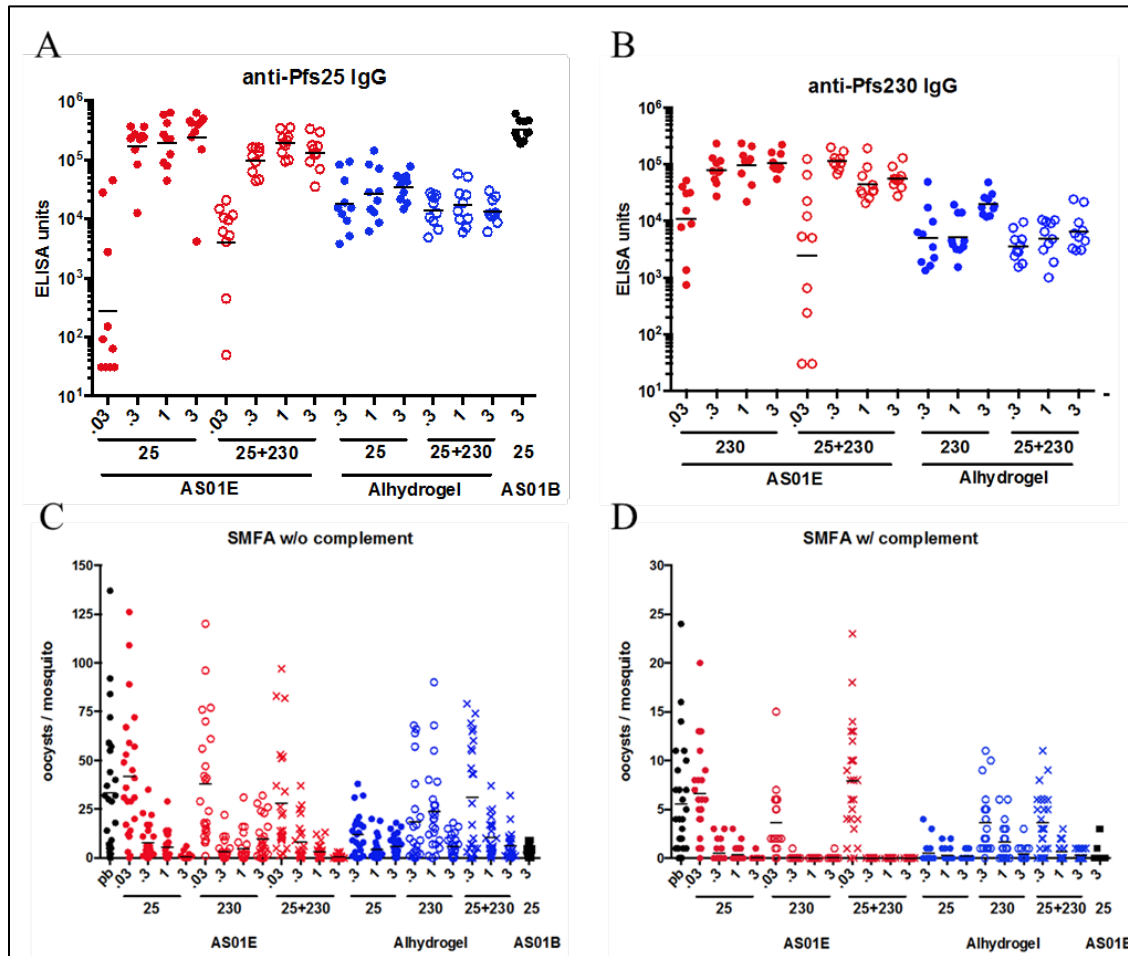 A
anti-Pfs25 IgG
ELISA units
10^6
10^5
10^4
10^3
10^2
10^1
.03 .3 1 3 .03 .3 1 3 .3 1 3 .3 1 3 3
25 25+230 25 25+230 25
AS01E Alhydrogel AS01B
B
anti-Pfs230 IgG
ELISA units
10^6
10^5
10^4
10^3
10^2
10^1
.03 .3 1 3 .03 .3 1 3 .3 1 3 .3 1 3 -
230 25+230 230 25+230
AS01E Alhydrogel
C
SMFA w/o complement
oocysts / mosquito
150
125
100
75
50
25
0
pb .03 .3 1 3 .03 .3 1 3 .03 .3 1 3 .3 1 3 .3 1 3 .3 1 3 3
25 230 25+230 25 230 25+230 25
AS01E Alhydrogel AS01B
D
SMFA w/ complement
oocysts / mosquito
30
25
20
15
10
5
0
pb .03 .3 1 3 .03 .3 1 3 .03 .3 1 3 .3 1 3 .3 1 3 .3 1 3 3
25 230 25+230 25 230 25+230 25
AS01E Alhydrogel AS01E